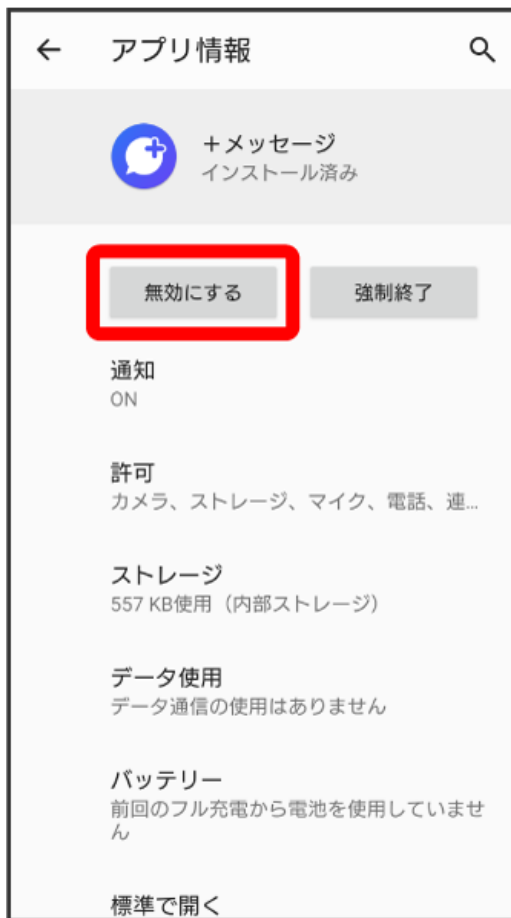 アプリ情報
+メッセージ
インストール済み
無効にする
強制終了
通知
ON
許可
カメラ、ストレージ、マイク、電話、連...
ストレージ
557 KB使用（内部ストレージ）
データ使用
データ通信の使用はありません
バッテリー
前回のフル充電から電池を使用していませ
ん
標準で開く